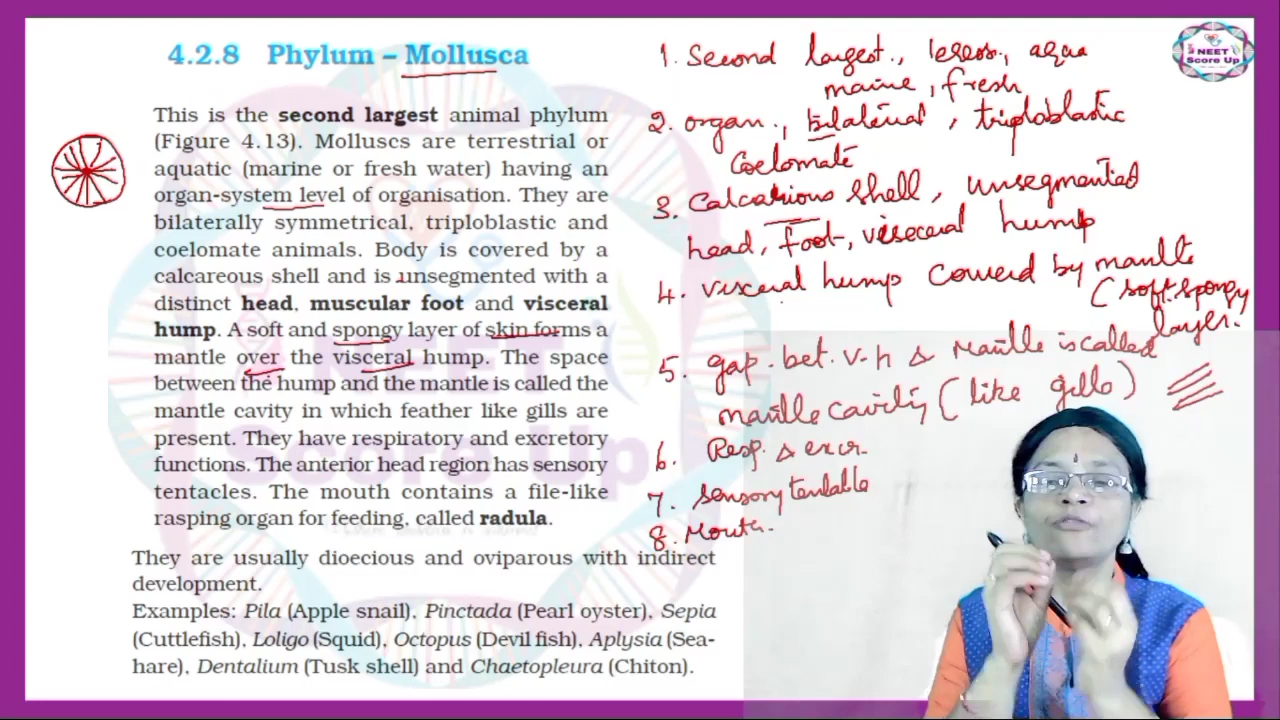 4.2.8 Phylum – Mollusca
This is the second largest animal phylum
(Figure 4.13). Molluscs are terrestrial or
aquatic (marine or fresh water) having an
organ-system level of organisation. They are
bilaterally symmetrical, triploblastic and
coelomate animals. Body is covered by a
calcareous shell and is unsegmented with a
distinct head, muscular foot and visceral
hump. A soft and spongy layer of skin forms a
mantle over the visceral hump. The space
between the hump and the mantle is called the
mantle cavity in which feather like gills are
present. They have respiratory and excretory
functions. The anterior head region has sensory
tentacles. The mouth contains a file-like
rasping organ for feeding, called radula.
They are usually dioecious and oviparous with indirect
development.
Examples: Pila (Apple snail), Pinctada (Pearl oyster), Sepia
(Cuttlefish), Loligo (Squid), Octopus (Devil fish), Aplysia (Sea-
hare), Dentalium (Tusk shell) and Chaetopleura (Chiton).
1. Second largest., aqua
marine, fresh
2. organ., Bilaterial, triploblastic
Coelomate
3. Calcarious shell, unsegmented
head, foot, visceral hump
4. visceral hump covered by mantle
(soft. spongy
layer.
5. gap. bet. v-h & Mantle is called
mantle cavity (like gills)
6. Resp. & excr.
7. sensory tentable
8. Mouth.
NEET
Score Up
NEET
Score Up